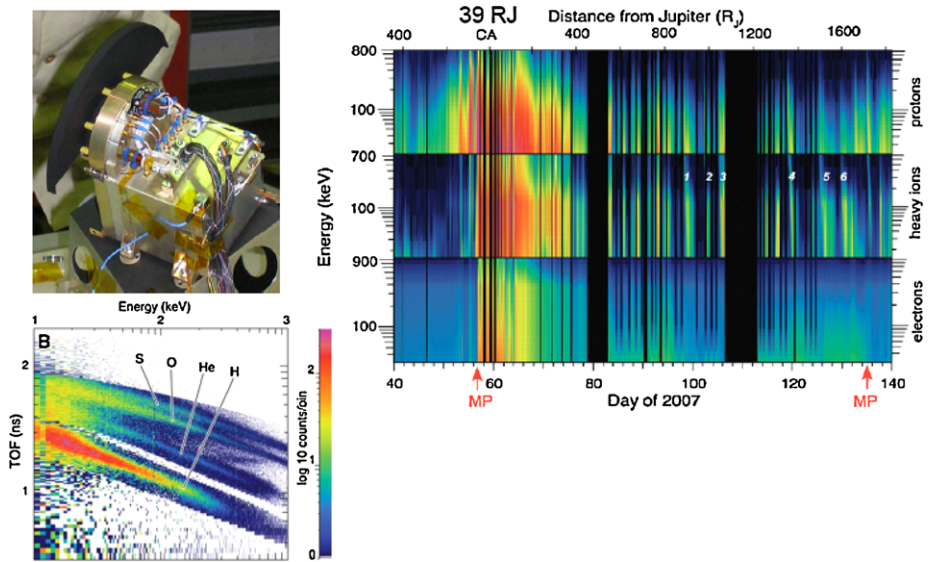 39 RJ
Distance from Jupiter (RJ)
400 CA 400 800 1200 1600
800
100
protons
700
1 2 3 4 5 6
100
heavy ions
Energy (keV)
900
100
electrons
40 60 80 100 120 140
MP Day of 2007 MP
Energy (keV)
1 2 3
B
S O He H
2
1
TOF (ns)
2
1
0
log 10 counts/oin